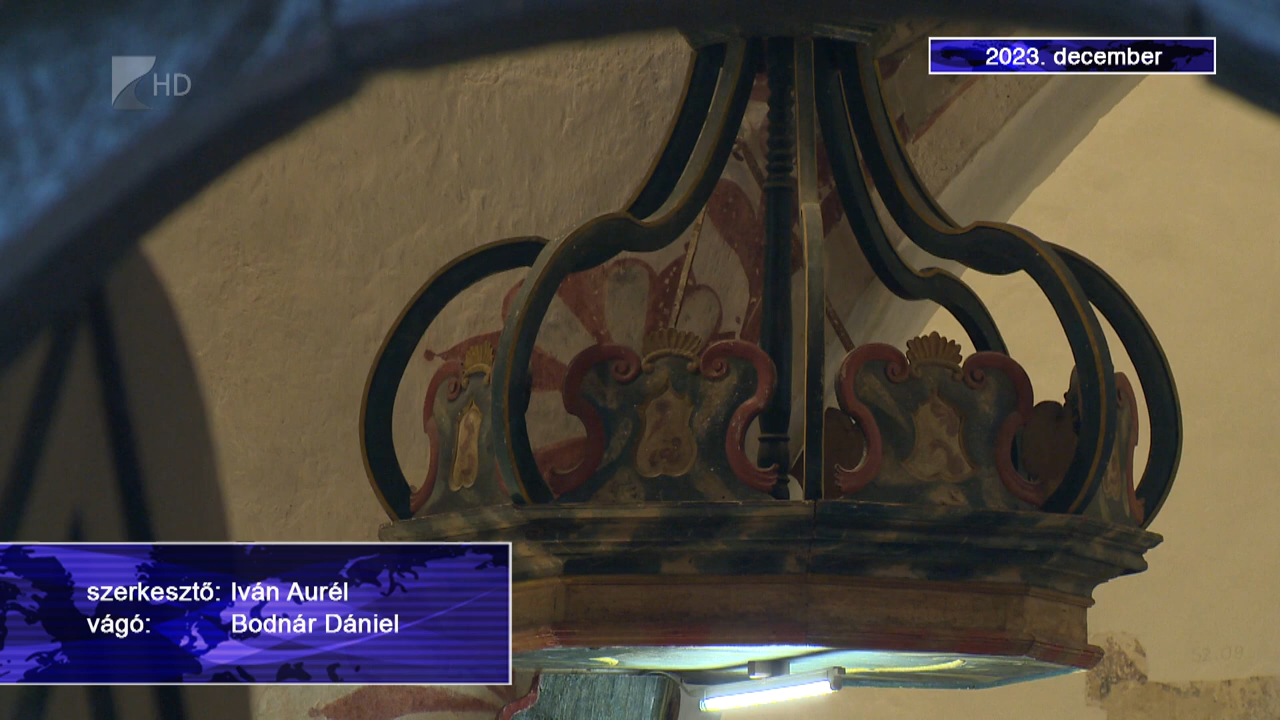 HD
2023. december
szerkesztő: Iván Aurél
vágó: Bodnár Dániel